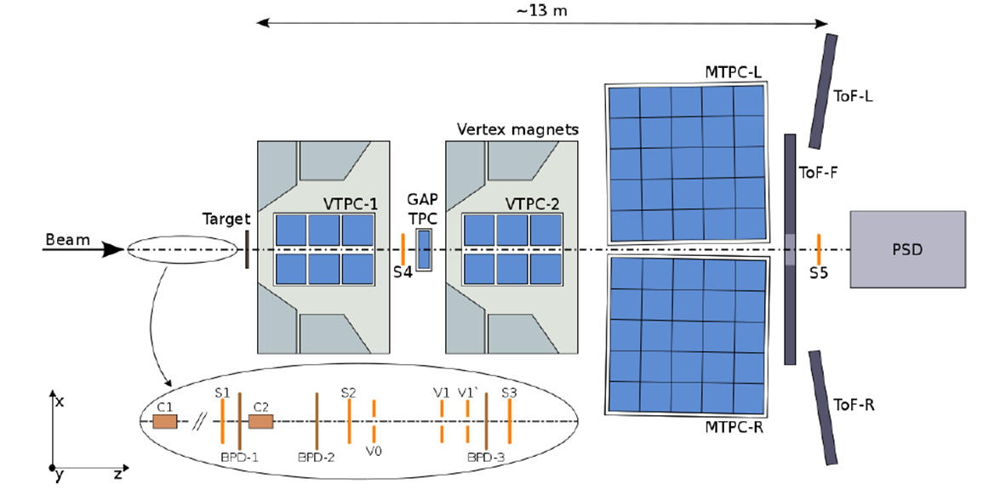 ~13 m
MTPC-L
ToF-L
Vertex magnets
ToF-F
VTPC-1
GAP
TPC
VTPC-2
Target
Beam
PSD
S4
S5
S1
S2
V1
V1`
S3
C1
C2
x
ToF-R
MTPC-R
V0
BPD-1
BPD-2
BPD-3
y
z